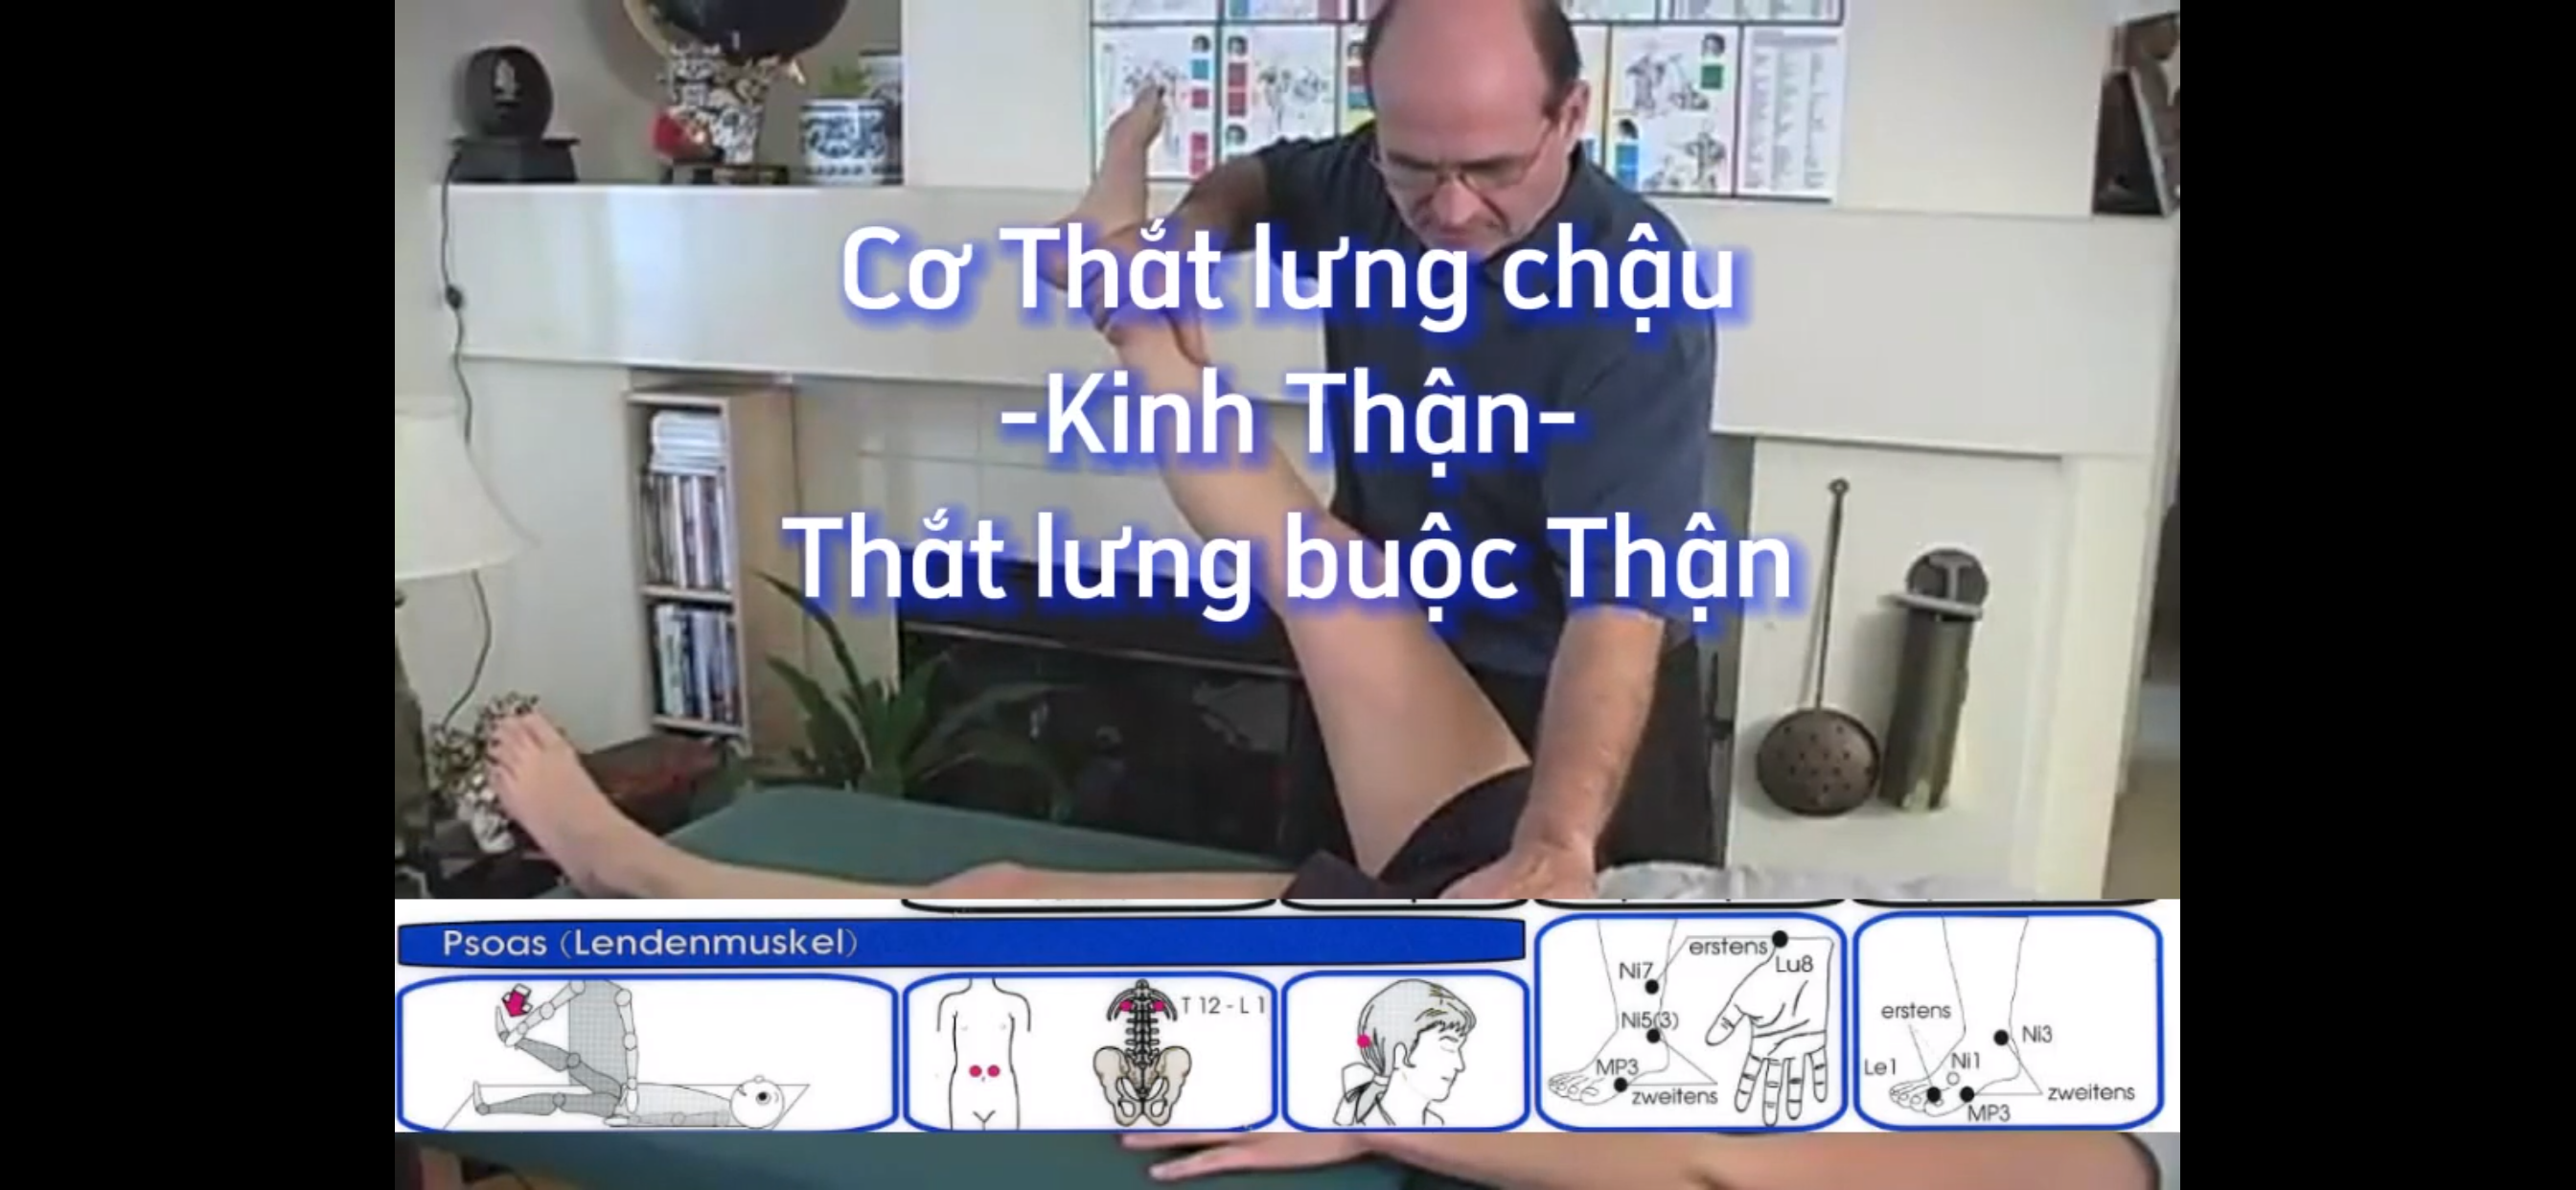 Cơ Thắt lưng chậu
-Kinh Thận-
Thắt lưng buộc Thận
Psoas (Lendenmuskel)
T 12 - L 1
erstens
Ni7
Lu8
Ni5(3)
MP3
zweitens
erstens
Ni3
Le1
Ni1
zweitens
MP3